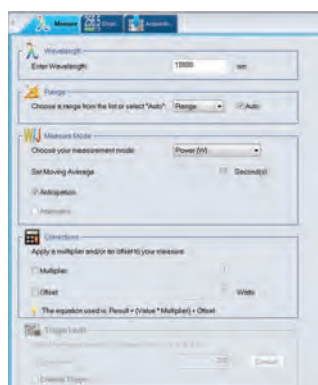 Measure
Wavelength
Enter Wavelength: nm
Range
Choose a range from the list or select "Auto": Range Auto
Measure Mode
Choose your measurement mode: Power (W)
Set Moving Average Second(s)
Anticipation
Attenuator
Corrections
Apply a multiplier and/or an offset to your measure
Multiplier
Offset Watts
The equation used is: Result = (Value * Multiplier) + Offset
Trigger Level
External Trigger